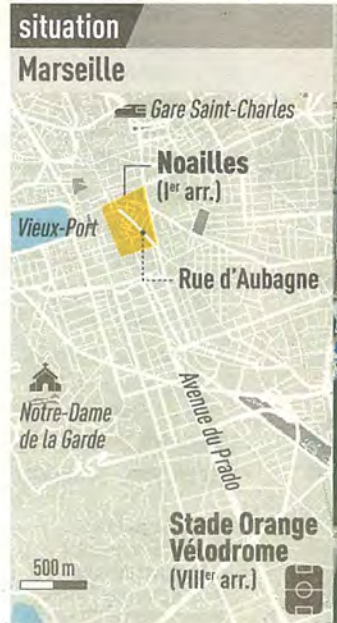 situation
Marseille
Gare Saint-Charles
Noailles
(Ier arr.)
Vieux-Port
Rue d'Aubagne
Notre-Dame
de la Garde
Avenue du Prado
Stade Orange
Vélodrome
(VIIIer arr.)
500 m